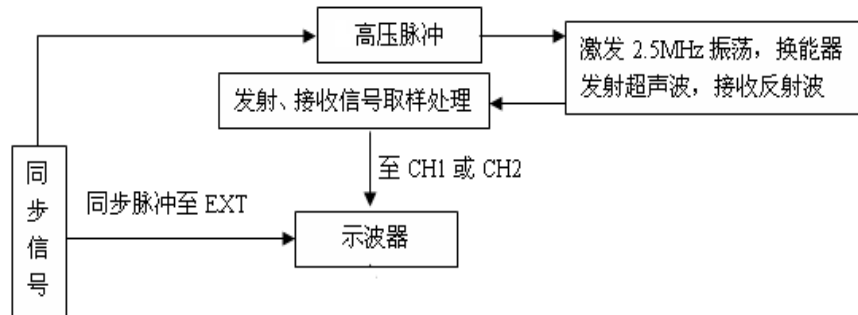 高压脉冲
激发 2.5MHz 振荡，换能器
发射超声波，接收反射波
发射、接收信号取样处理
至 CH1 或 CH2
同
步
信
号
同步脉冲至 EXT
示波器